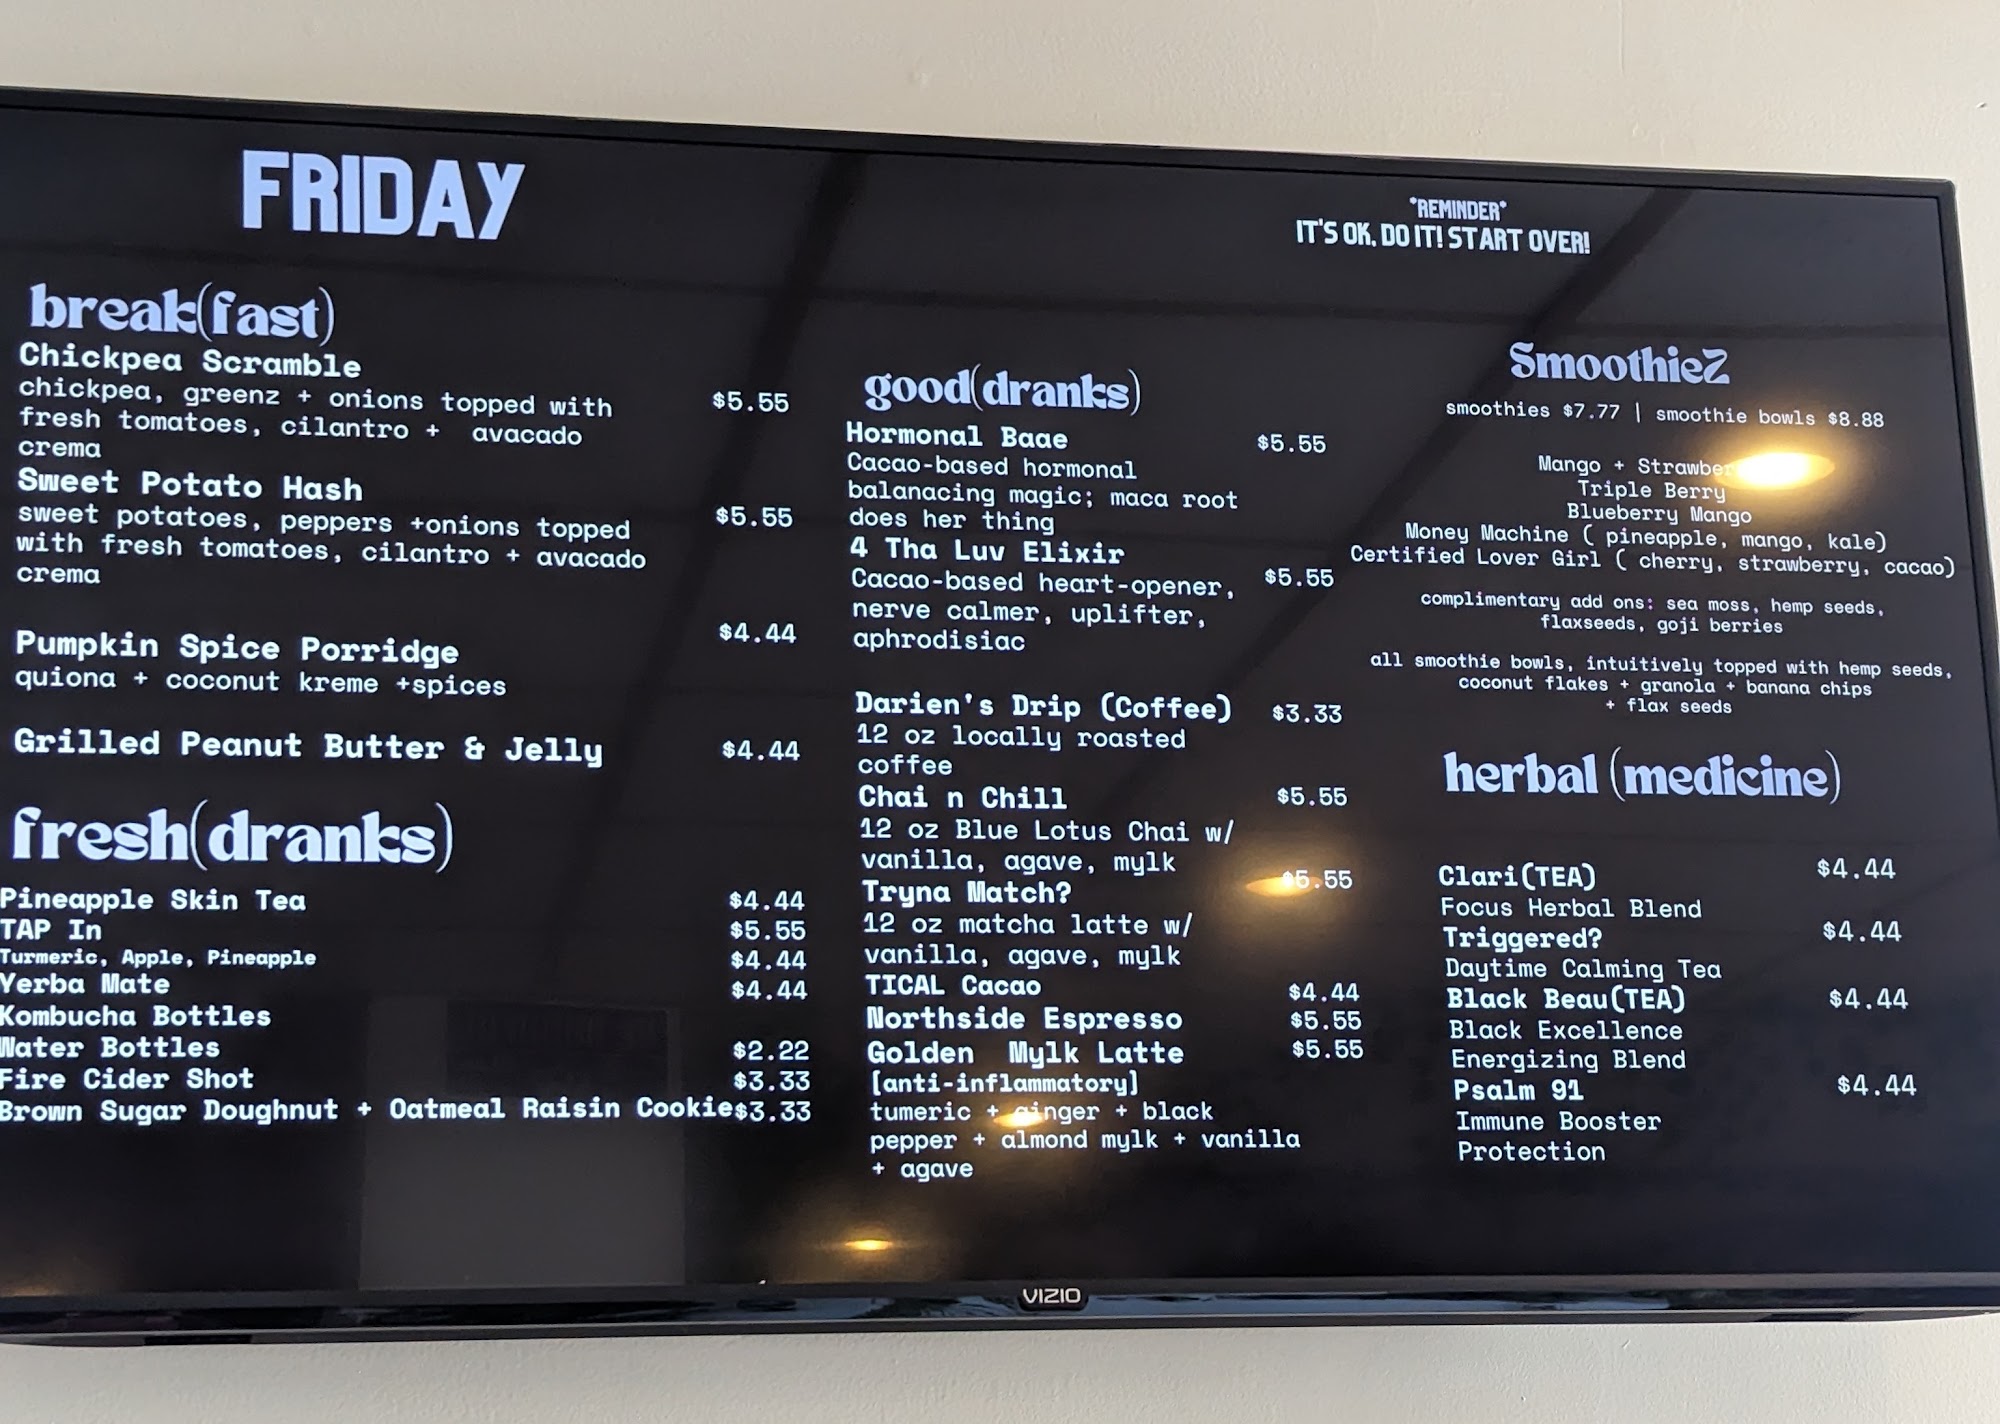 FRIDAY
*REMINDER*
IT'S OK, DO IT! START OVER!
break(fast)
Chickpea Scramble
chickpea, greenz + onions topped with $5.55
fresh tomatoes, cilantro + avacado
crema
Sweet Potato Hash
sweet potatoes, peppers +onions topped $5.55
with fresh tomatoes, cilantro + avacado
crema
Pumpkin Spice Porridge $4.44
quiona + coconut kreme +spices
Grilled Peanut Butter & Jelly $4.44
fresh(dranks)
Pineapple Skin Tea $4.44
TAP In $5.55
Turmeric, Apple, Pineapple $4.44
Yerba Mate $4.44
Kombucha Bottles
Water Bottles $2.22
Fire Cider Shot $3.33
Brown Sugar Doughnut + Oatmeal Raisin Cookie $3.33
good(dranks)
Hormonal Baae $5.55
Cacao-based hormonal
balanacing magic; maca root
does her thing
4 Tha Luv Elixir
Cacao-based heart-opener, $5.55
nerve calmer, uplifter,
aphrodisiac
Darien's Drip (Coffee) $3.33
12 oz locally roasted
coffee
Chai n Chill $5.55
12 oz Blue Lotus Chai w/
vanilla, agave, mylk
Tryna Match? $5.55
12 oz matcha latte w/
vanilla, agave, mylk
TICAL Cacao $4.44
Northside Espresso $5.55
Golden Mylk Latte $5.55
[anti-inflammatory]
tumeric + ginger + black
pepper + almond mylk + vanilla
+ agave
SmoothieZ
smoothies $7.77 | smoothie bowls $8.88
Mango +
Triple Berry
Blueberry Mango
Money Machine ( pineapple, mango, kale)
Certified Lover Girl ( cherry, strawberry, cacao)
complimentary add ons: sea moss, hemp seeds,
flaxseeds, goji berries
all smoothie bowls, intuitively topped with hemp seeds,
coconut flakes + granola + banana chips
+ flax seeds
herbal (medicine)
Clari(TEA) $4.44
Focus Herbal Blend
Triggered? $4.44
Daytime Calming Tea
Black Beau(TEA) $4.44
Black Excellence
Energizing Blend
Psalm 91 $4.44
Immune Booster
Protection
VIZIO